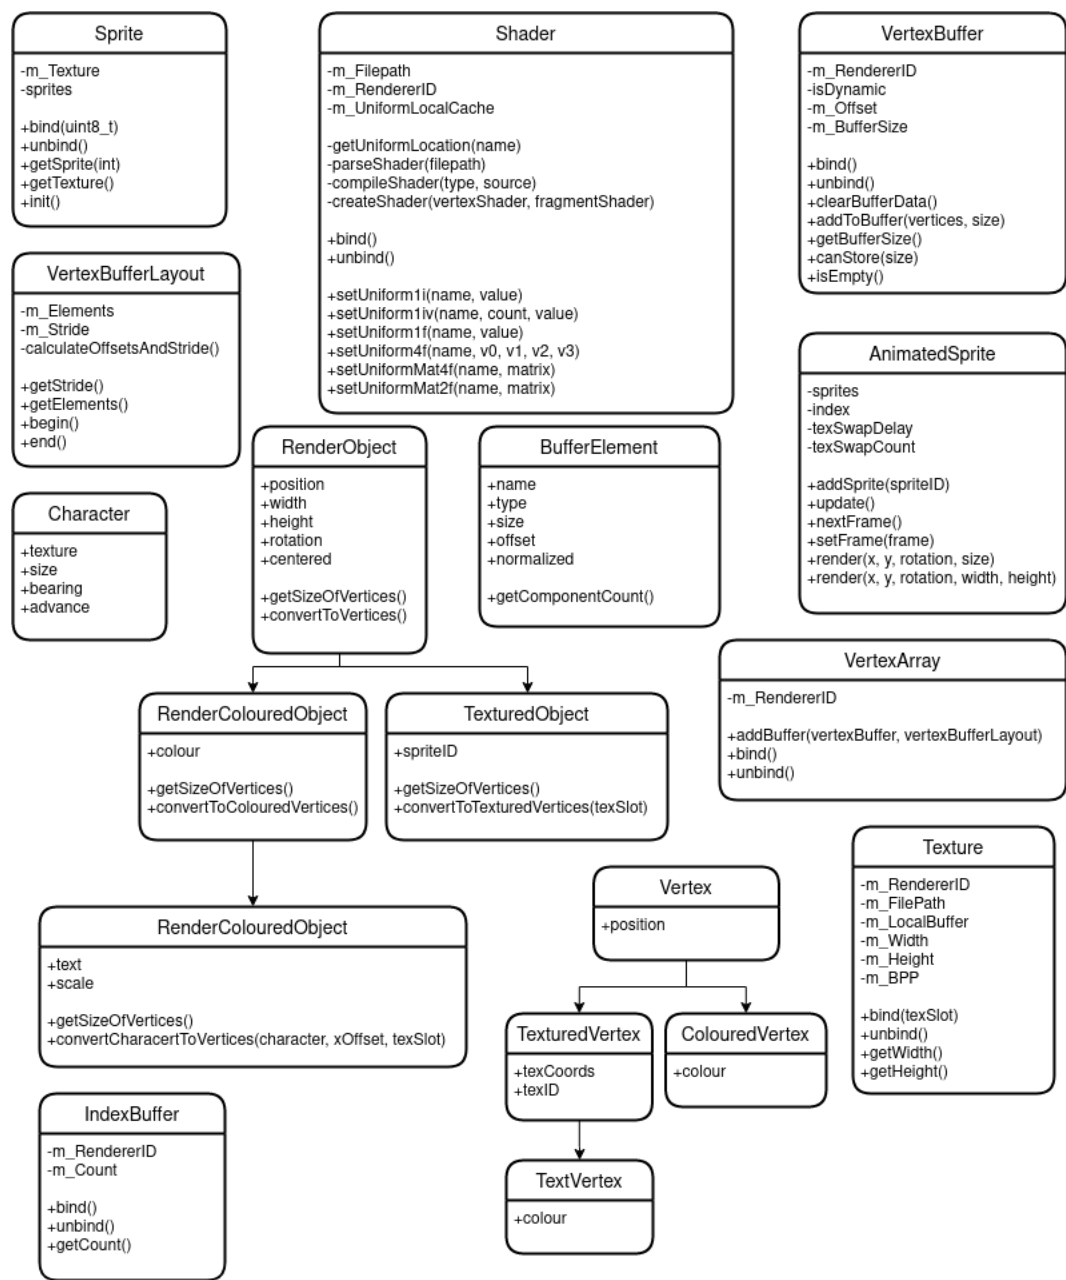 Sprite
-m_Texture
-sprites
+bind(uint8_t)
+unbind()
+getSprite(int)
+getTexture()
+init()
Shader
-m_Filepath
-m_RendererID
-m_UniformLocalCache
-getUniformLocation(name)
-parseShader(filepath)
-compileShader(type, source)
-createShader(vertexShader, fragmentShader)
+bind()
+unbind()
+setUniform1i(name, value)
+setUniform1iv(name, count, value)
+setUniform1f(name, value)
+setUniform4f(name, v0, v1, v2, v3)
+setUniformMat4f(name, matrix)
+setUniformMat2f(name, matrix)
VertexBuffer
-m_RendererID
-isDynamic
-m_Offset
-m_BufferSize
+bind()
+unbind()
+clearBufferData()
+addToBuffer(vertices, size)
+getBufferSize()
+canStore(size)
+isEmpty()
VertexBufferLayout
-m_Elements
-m_Stride
-calculateOffsetsAndStride()
+getStride()
+getElements()
+begin()
+end()
AnimatedSprite
-sprites
-index
-texSwapDelay
-texSwapCount
+addSprite(spriteID)
+update()
+nextFrame()
+setFrame(frame)
+render(x, y, rotation, size)
+render(x, y, rotation, width, height)
RenderObject
+position
+width
+height
+rotation
+centered
+getSizeOfVertices()
+convertToVertices()
BufferElement
+name
+type
+size
+offset
+normalized
+getComponentCount()
Character
+texture
+size
+bearing
+advance
VertexArray
-m_RendererID
+addBuffer(vertexBuffer, vertexBufferLayout)
+bind()
+unbind()
RenderColouredObject
+colour
+getSizeOfVertices()
+convertToColouredVertices()
TexturedObject
+spriteID
+getSizeOfVertices()
+convertToTexturedVertices(texSlot)
Texture
-m_RendererID
-m_FilePath
-m_LocalBuffer
-m_Width
-m_Height
-m_BPP
+bind(texSlot)
+unbind()
+getWidth()
+getHeight()
Vertex
+position
RenderColouredObject
+text
+scale
+getSizeOfVertices()
+convertCharacertToVertices(character, xOffset, texSlot)
TexturedVertex
+texCoords
+texID
ColouredVertex
+colour
IndexBuffer
-m_RendererID
-m_Count
+bind()
+unbind()
+getCount()
TextVertex
+colour